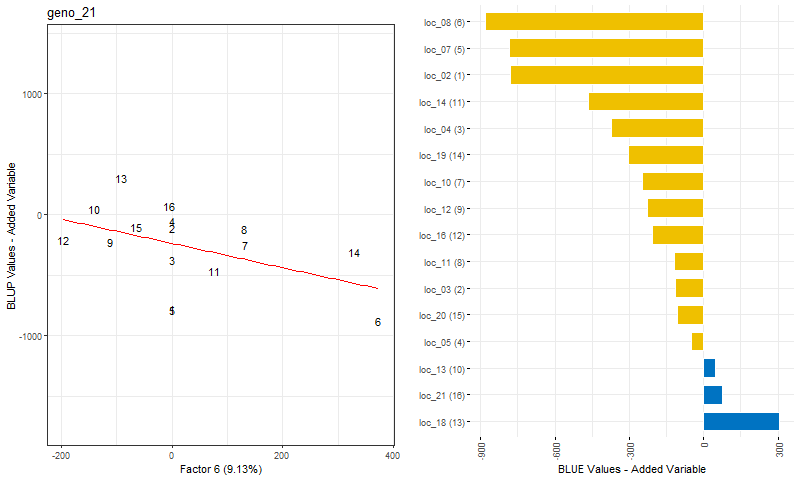 geno_21
BLUP Values - Added Variable
1000
0
-1000
13
10
16
4
2
15
8
12
9
7
14
3
11
5
6
-200
0
200
400
Factor 6 (9.13%)
loc_08 (6)
loc_07 (5)
loc_02 (1)
loc_14 (11)
loc_04 (3)
loc_19 (14)
loc_10 (7)
loc_12 (9)
loc_16 (12)
loc_11 (8)
loc_03 (2)
loc_20 (15)
loc_05 (4)
loc_13 (10)
loc_21 (16)
loc_18 (13)
-900
-600
-300
0
300
BLUE Values - Added Variable